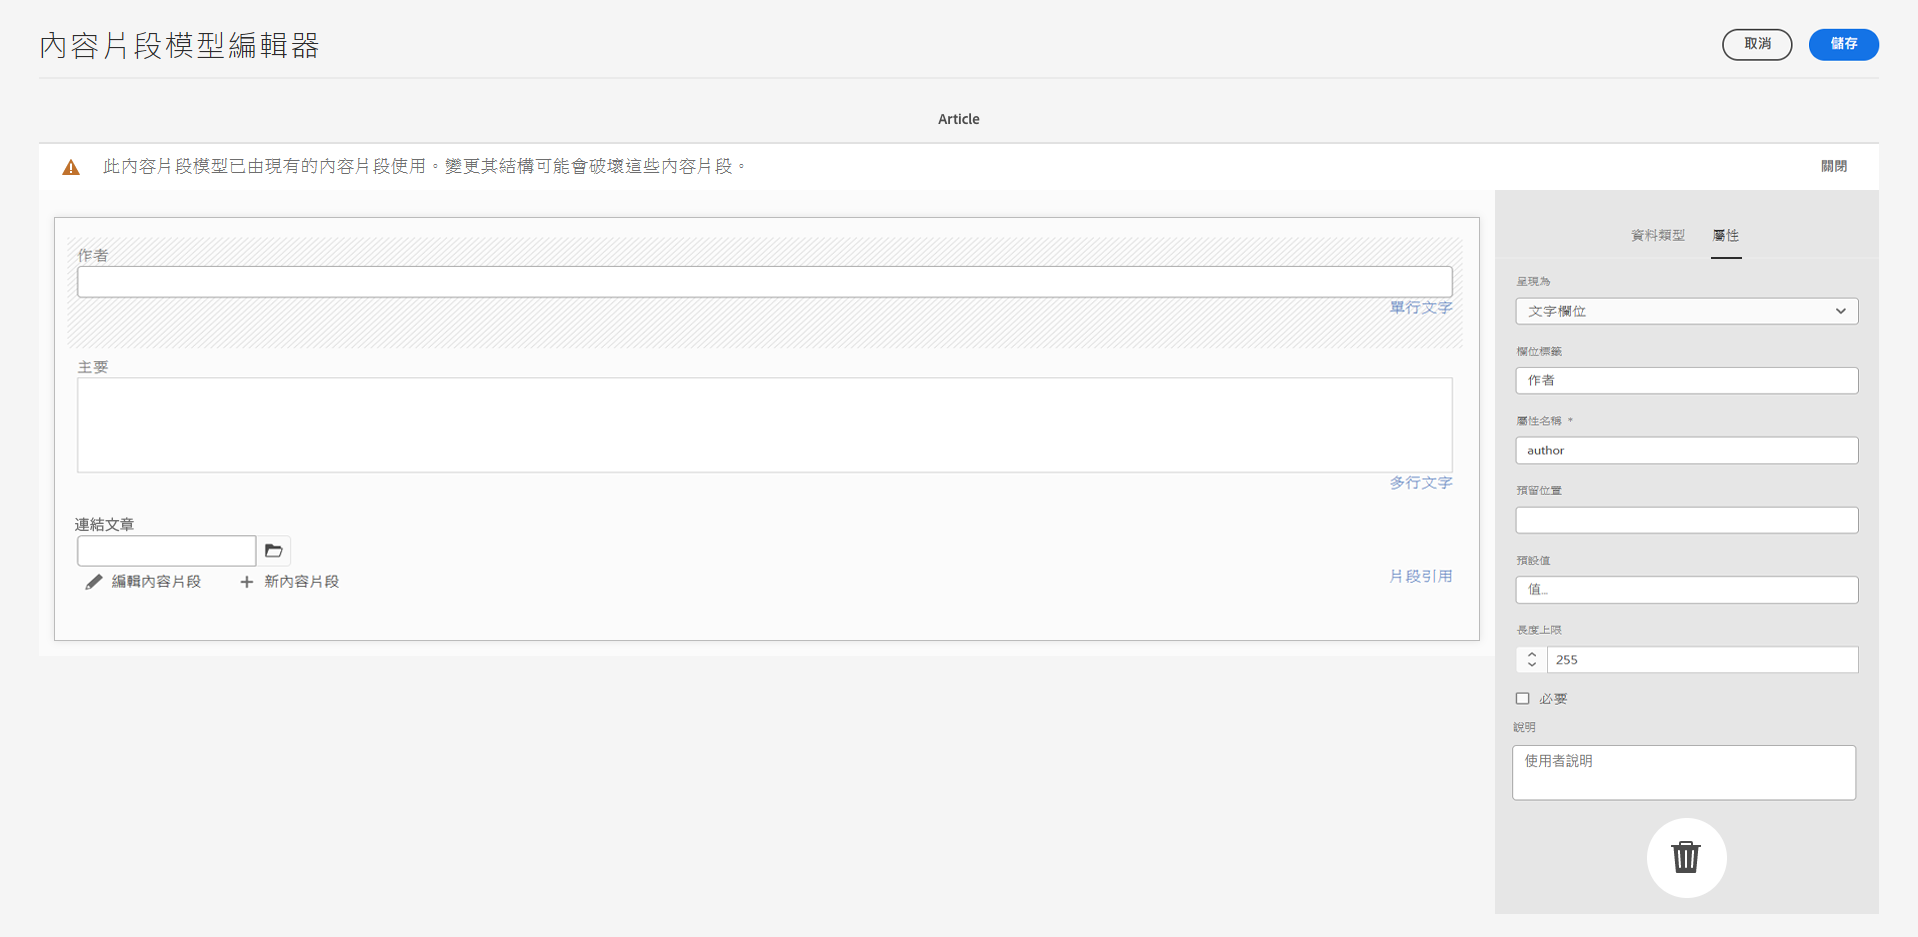 內容片段模型編輯器
取消
儲存
Article
此內容片段模型已由現有的內容片段使用。變更其結構可能會破壞這些內容片段。
關閉
作者
單行文字
主要
多行文字
連結文章
編輯內容片段
新內容片段
片段引用
資料類型
屬性
呈現為
文字欄位
欄位標籤
作者
屬性名稱 *
author
預留位置
預設值
值...
長度上限
255
必要
說明
使用者說明